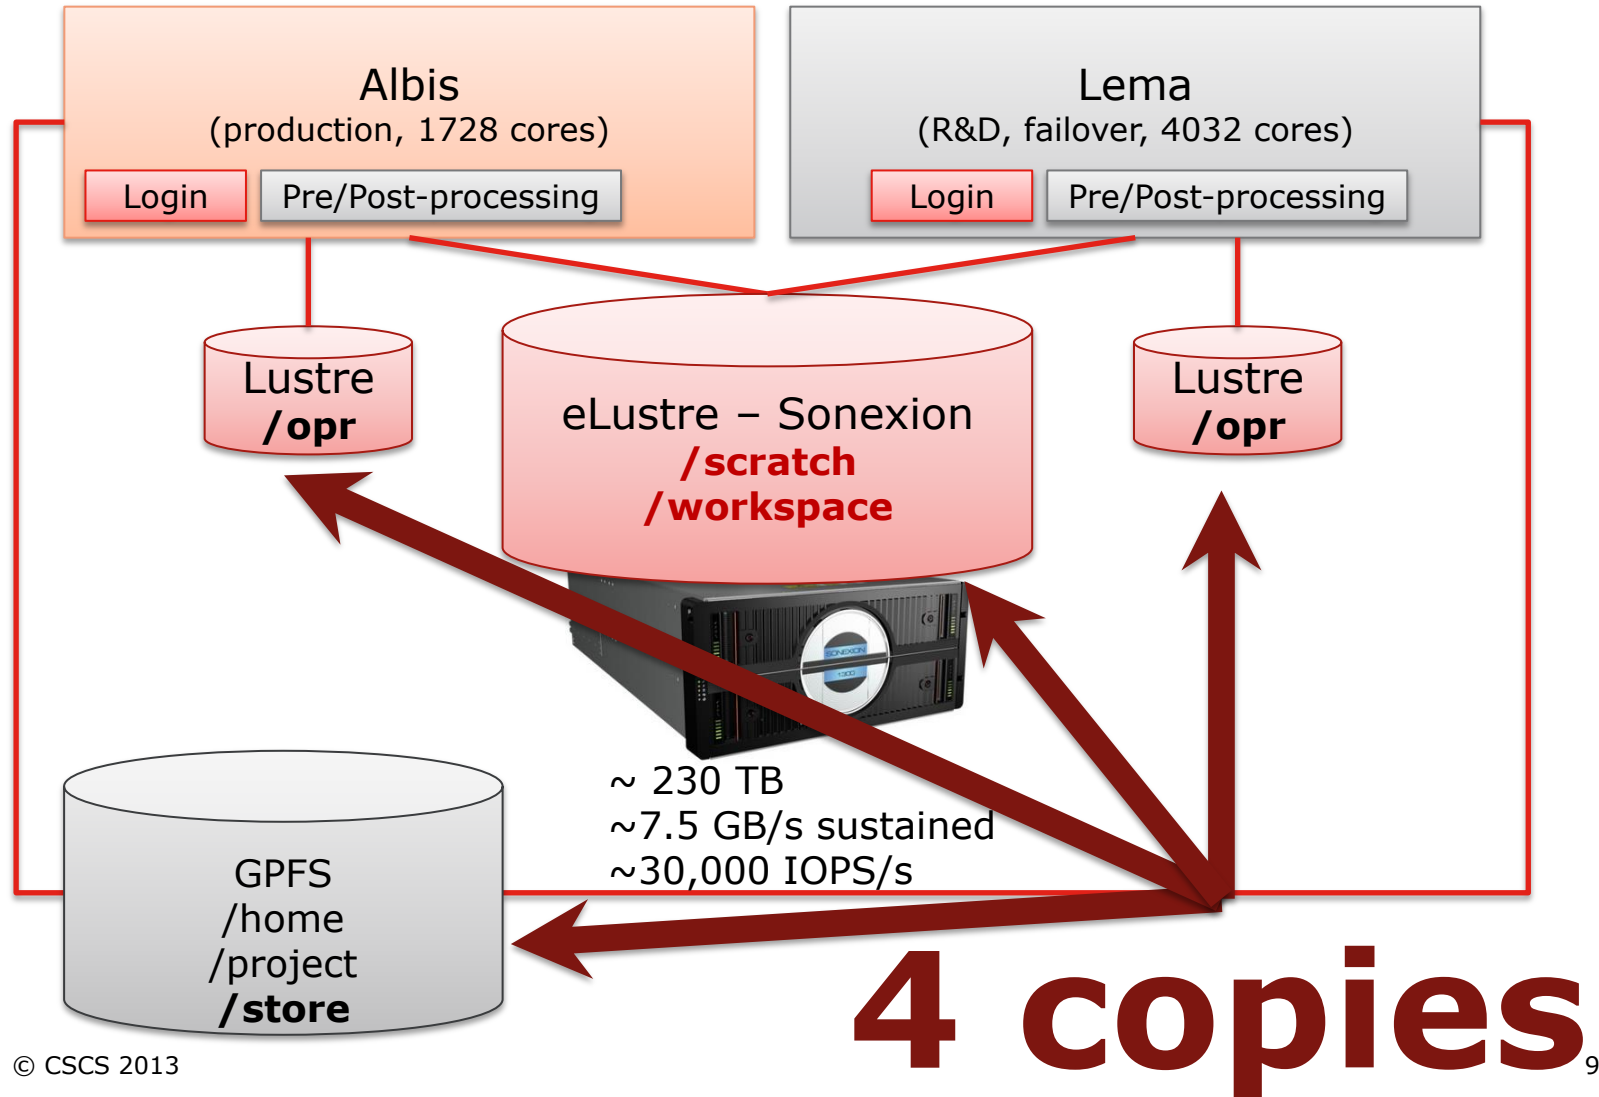 Albis
(production, 1728 cores)
Login
Pre/Post-processing
Lema
(R&D, failover, 4032 cores)
Login
Pre/Post-processing
Lustre
/opr
eLustre – Sonexion
/scratch
/workspace
Lustre
/opr
SONEXION
1300
~ 230 TB
~7.5 GB/s sustained
~30,000 IOPS/s
GPFS
/home
/project
/store
4 copies
© CSCS 2013
9